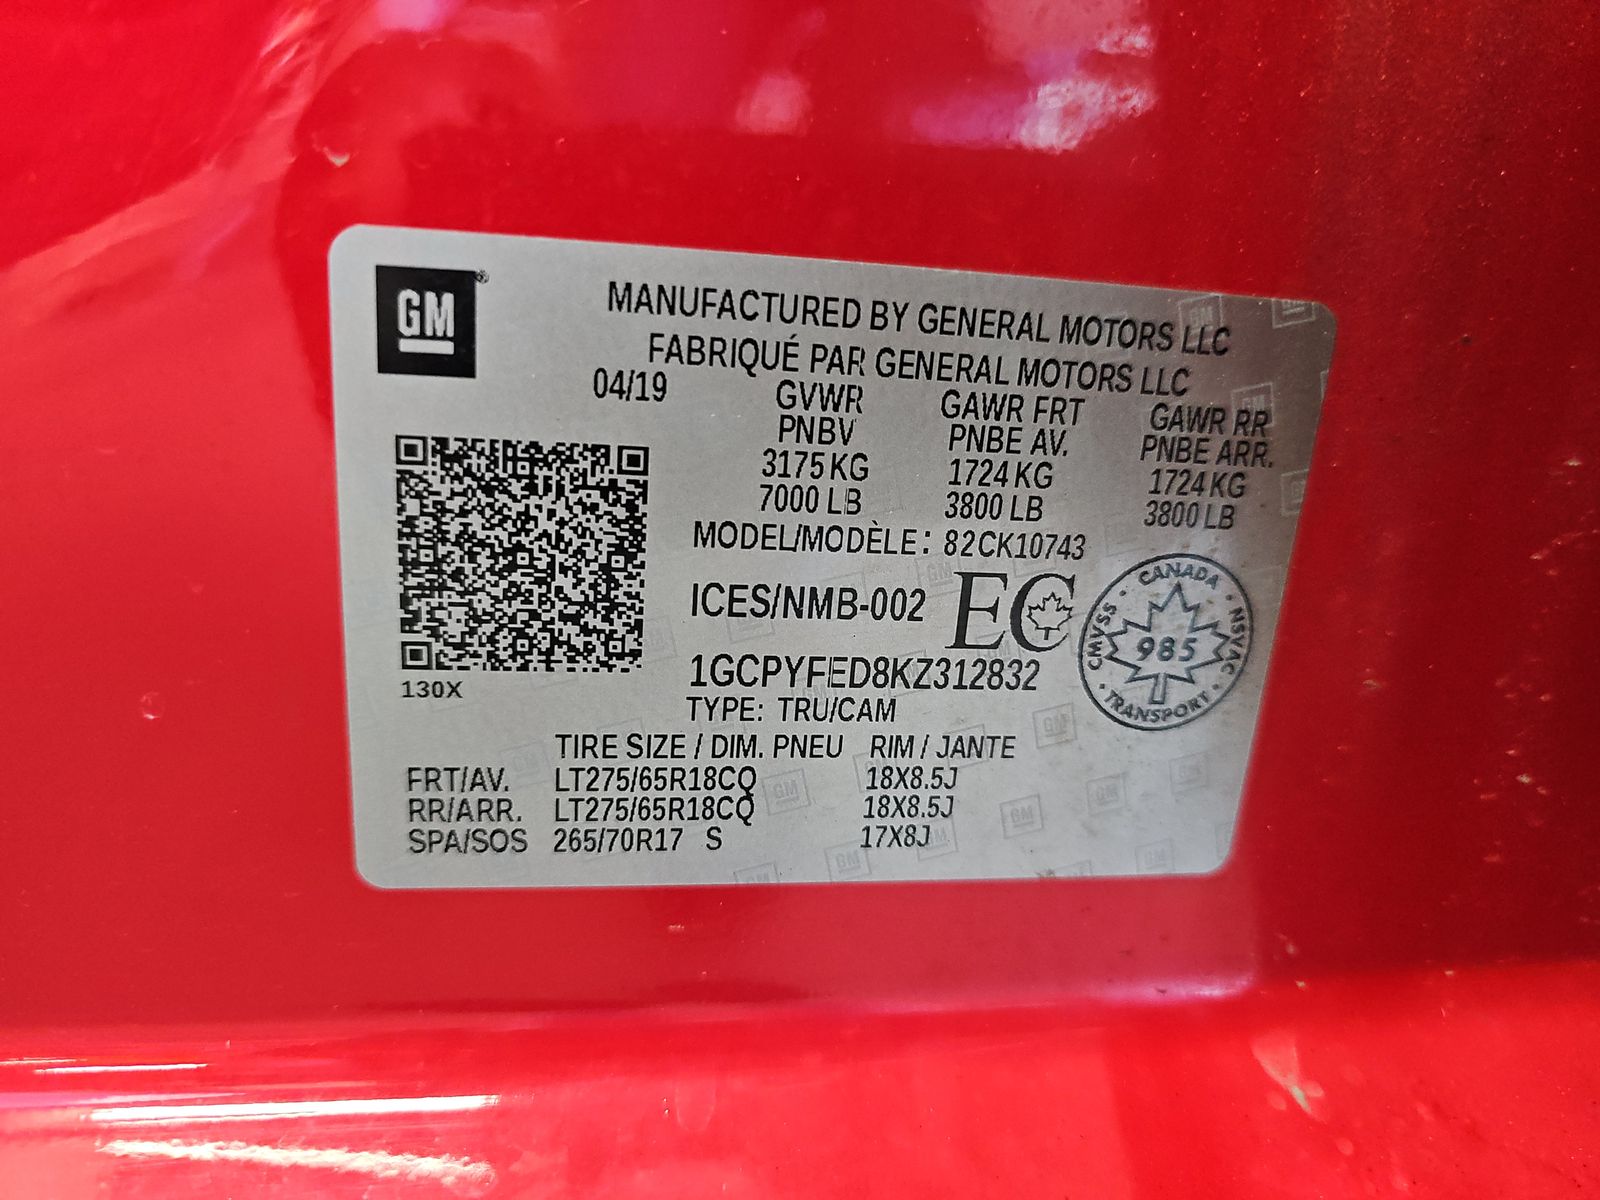 GM
MANUFACTURED BY GENERAL MOTORS LLC
FABRIQUÉ PAR GENERAL MOTORS LLC
04/19
GVWR GAWR FRT GAWR RR
PNBV PNBE AV. PNBE ARR.
3175 KG 1724 KG 1724 KG
7000 LB 3800 LB 3800 LB
MODEL/MODÈLE: 82CK10743
ICES/NMB-002 EC
1GCPYFED8KZ312832
TYPE: TRU/CAM
CANADA
CMVSS 985 NSVAC
TRANSPORT
130X
TIRE SIZE / DIM. PNEU RIM / JANTE
FRT/AV. LT275/65R18CQ 18X8.5J
RR/ARR. LT275/65R18CQ 18X8.5J
SPA/SOS 265/70R17 S 17X8J